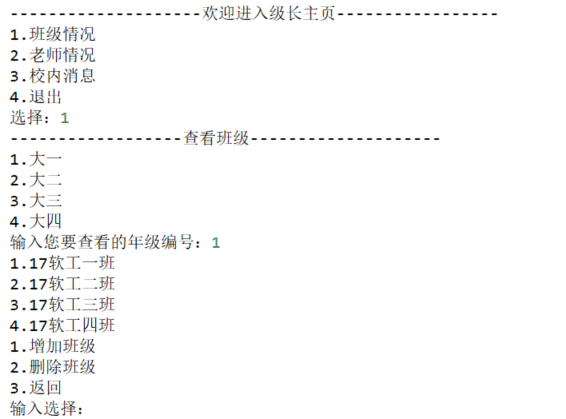 --------------------欢迎进入级长主页-----------------
1.班级情况
2.老师情况
3.校内消息
4.退出
选择：1
------------------查看班级--------------------
1.大一
2.大二
3.大三
4.大四
输入您要查看的年级编号：1
1.17软工一班
2.17软工二班
3.17软工三班
4.17软工四班
1.增加班级
2.删除班级
3.返回
输入选择：